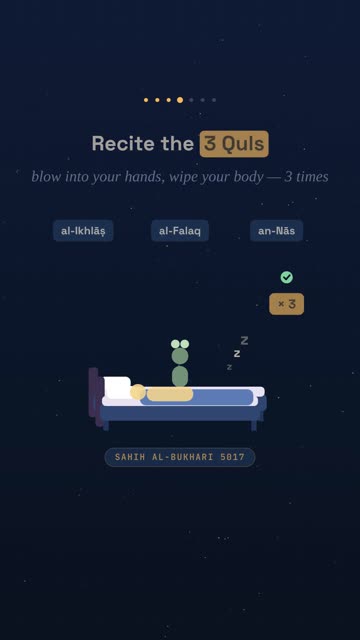 Recite the 3 Quls
blow into your hands, wipe your body — 3 times
al-Ikhlāṣ al-Falaq an-Nās
× 3
z
z
z
SAHIH AL-BUKHARI 5017